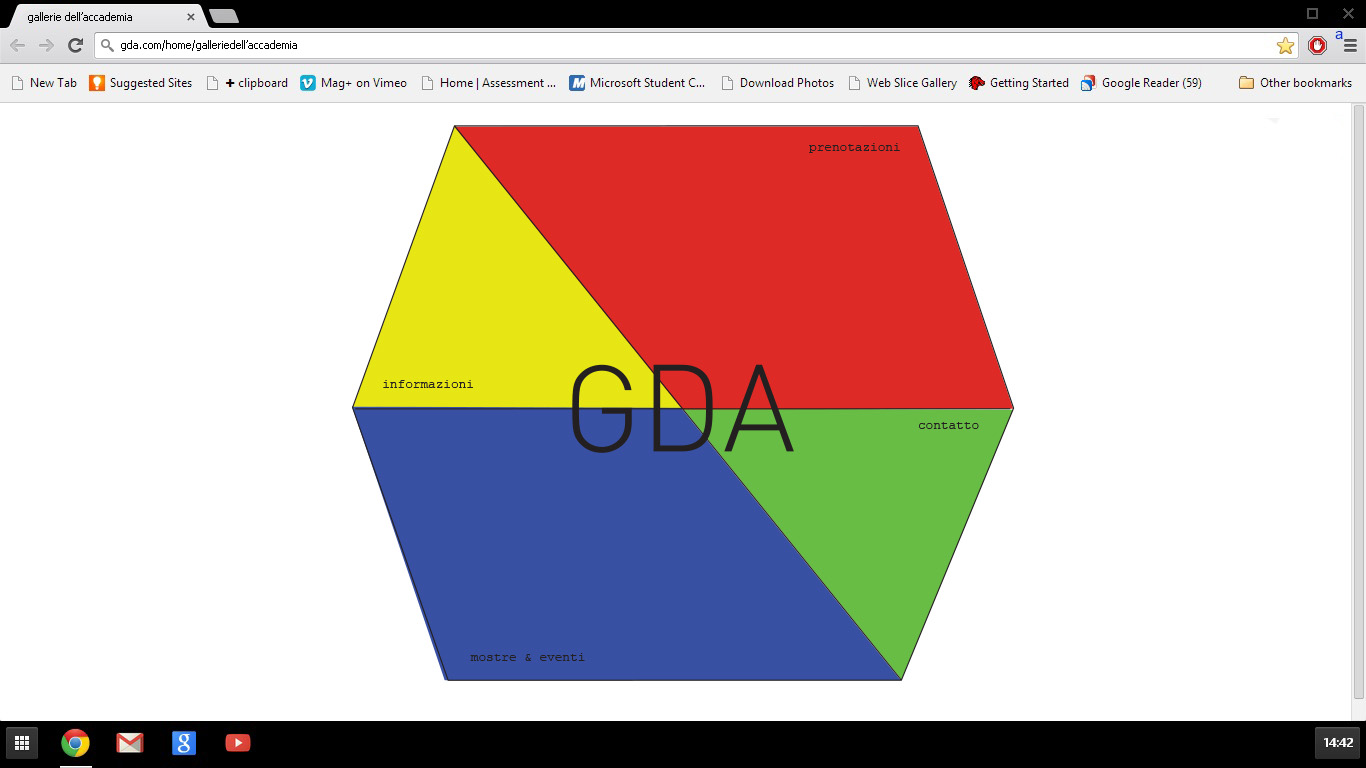 gallerie dell'accademia
gda.com/home/galleriedell'accademia
a
New Tab
Suggested Sites
+ clipboard
Mag+ on Vimeo
Home | Assessment ...
Microsoft Student C...
Download Photos
Web Slice Gallery
Getting Started
Google Reader (59)
Other bookmarks
prenotazioni
informazioni
GDA
contatto
mostre & eventi
14:42